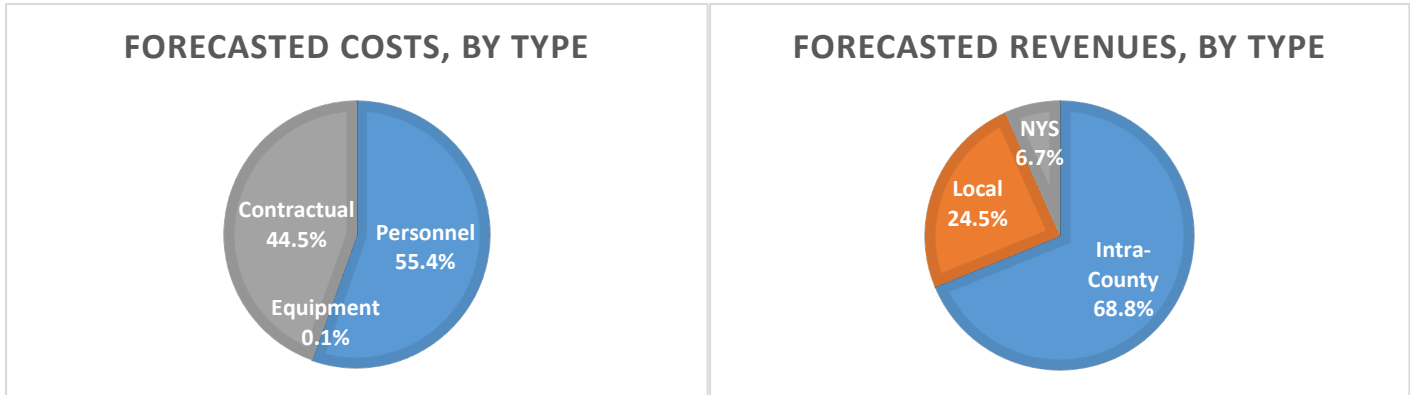 FORECASTED COSTS, BY TYPE
Contractual
44.5%
Personnel
55.4%
Equipment
0.1%
FORECASTED REVENUES, BY TYPE
NYS
6.7%
Local
24.5%
Intra-
County
68.8%